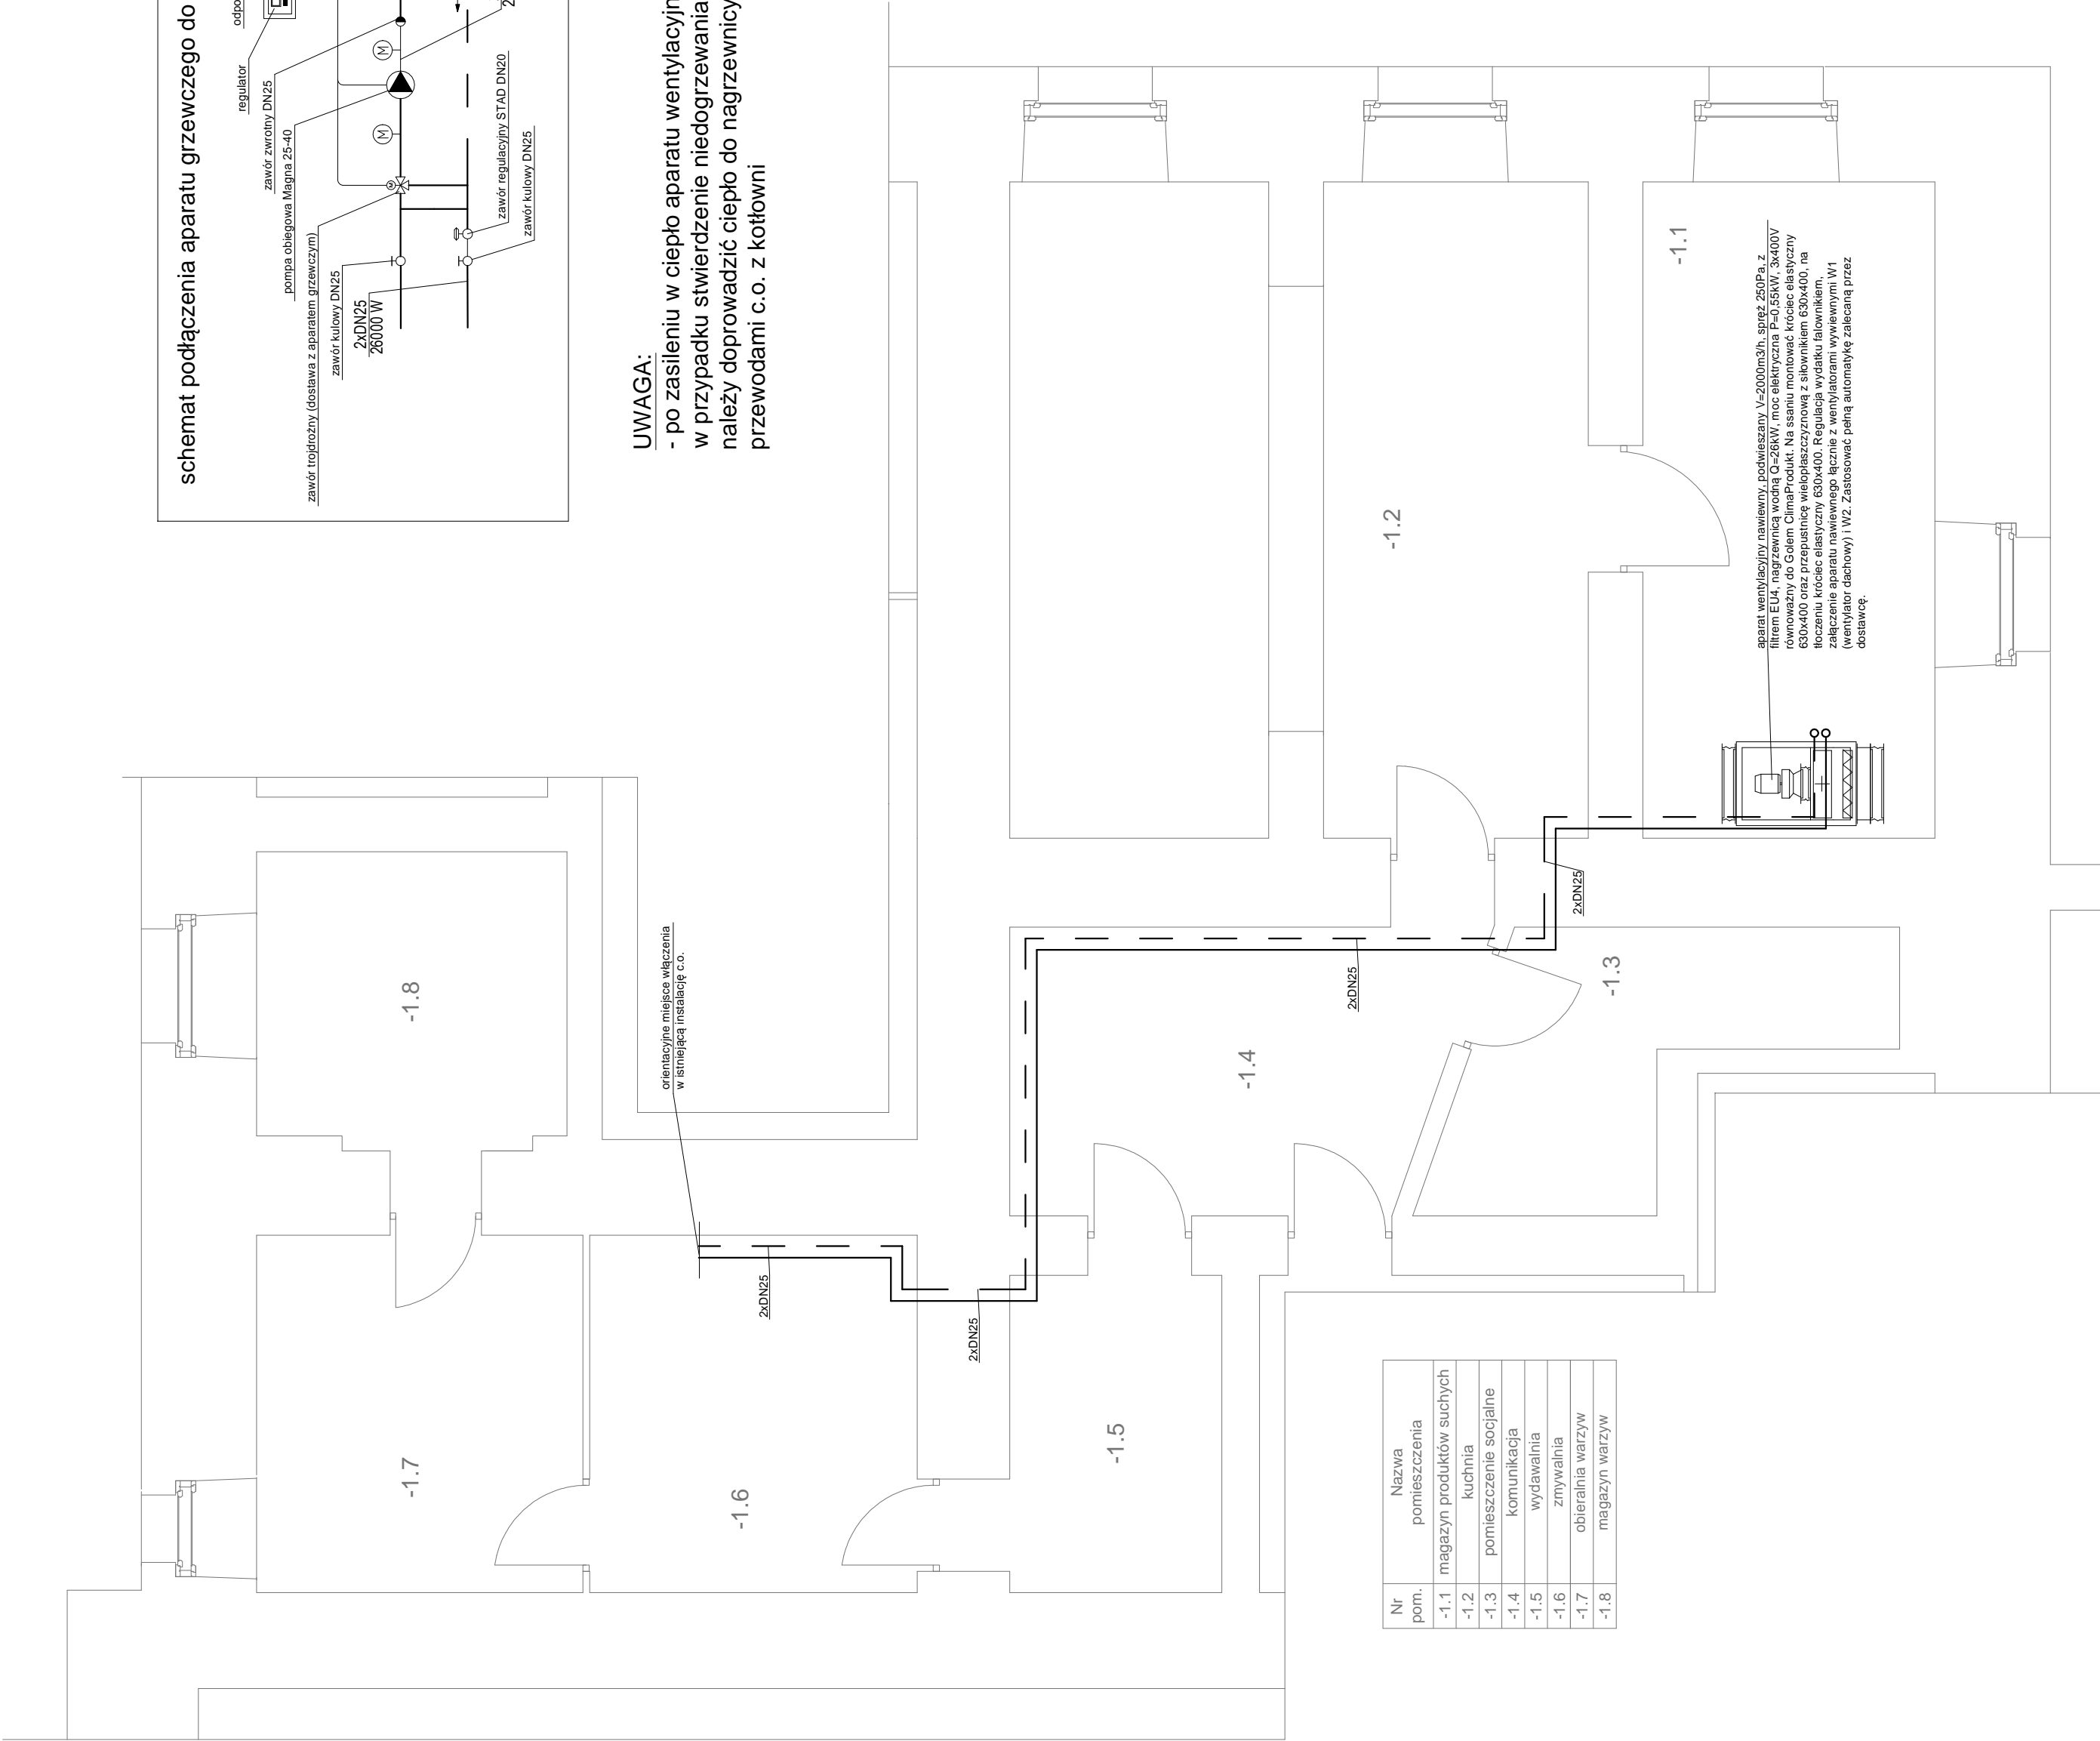 schemat podłączenia aparatu grzewczego do
regulator
zawór zwrotny DN25
pompa obiegowa Magna 25-40
zawór trojdrożny (dostawa z aparatem grzewczym)
zawór kulowy DN25
2xDN25
26000 W
M
M
zawór regulacyjny STAD DN20
zawór kulowy DN25
UWAGA:
- po zasileniu w ciepło aparatu wentylacyjn
w przypadku stwierdzenie niedogrzewania
należy doprowadzić ciepło do nagrzewnicy
przewodami c.o. z kotłowni
-1.8
orientacyjne miejsce włączenia
w istniejącą instalację c.o.
-1.7
-1.6
2xDN25
2xDN25
-1.5
-1.4
2xDN25
-1.3
2xDN25
-1.2
-1.1
aparat wentylacyjny nawiewny, podwieszany V=2000m3/h, spręż 250Pa, z
filtrem EU4, nagrzewnicą wodną Q=26kW, moc elektryczna P=0,55kW, 3x400V
równoważny do Golem ClimaProdukt. Na ssaniu montować króciec elastyczny
630x400 oraz przepustnicę wielopłaszczyznową z siłownikiem 630x400, na
tłoczeniu króciec elastyczny 630x400. Regulacja wydatku falownikiem,
załączenie aparatu nawiewnego łącznie z wentylatorami wywiewnymi W1
(wentylator dachowy) i W2. Zastosować pełną automatykę zalecaną przez
dostawcę.
Nr pom. Nazwa pomieszczenia
-1.1 magazyn produktów suchych
-1.2 kuchnia
-1.3 pomieszczenie socjalne
-1.4 komunikacja
-1.5 wydawalnia
-1.6 zmywalnia
-1.7 obieralnia warzyw
-1.8 magazyn warzyw